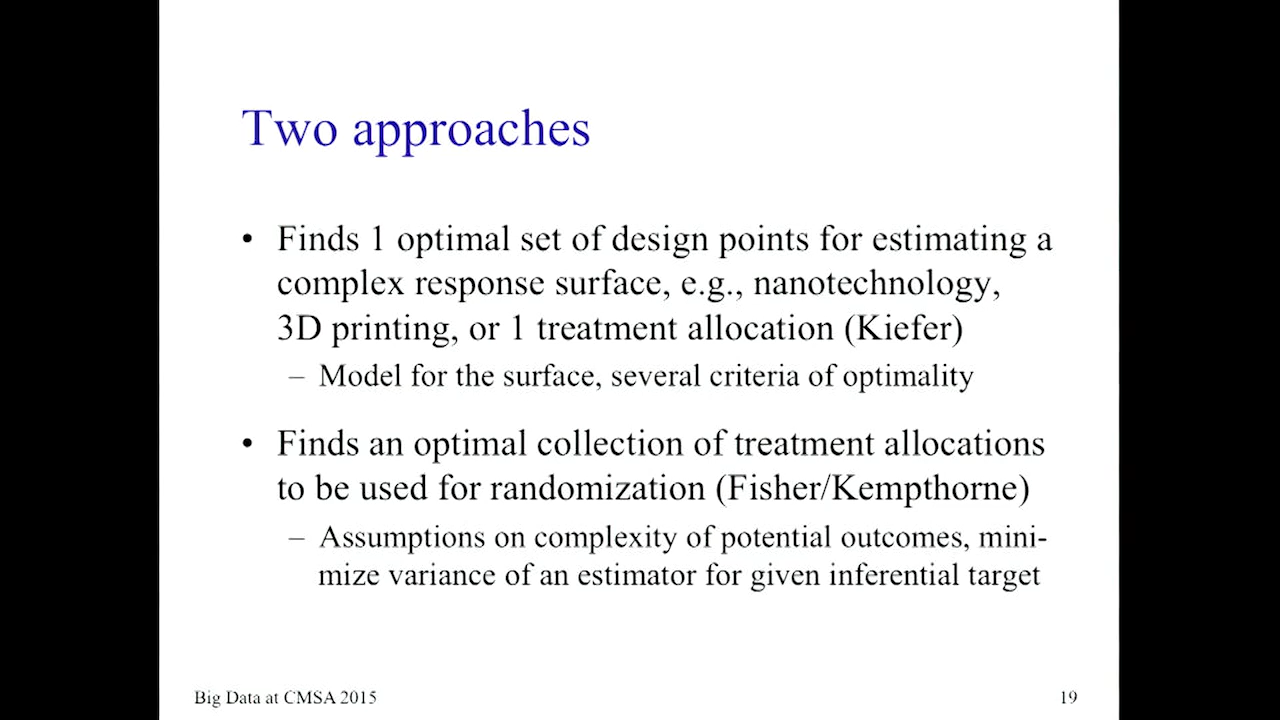 Two approaches
• Finds 1 optimal set of design points for estimating a
complex response surface, e.g., nanotechnology,
3D printing, or 1 treatment allocation (Kiefer)
– Model for the surface, several criteria of optimality
• Finds an optimal collection of treatment allocations
to be used for randomization (Fisher/Kempthorne)
– Assumptions on complexity of potential outcomes, mini-
mize variance of an estimator for given inferential target
Big Data at CMSA 2015
19